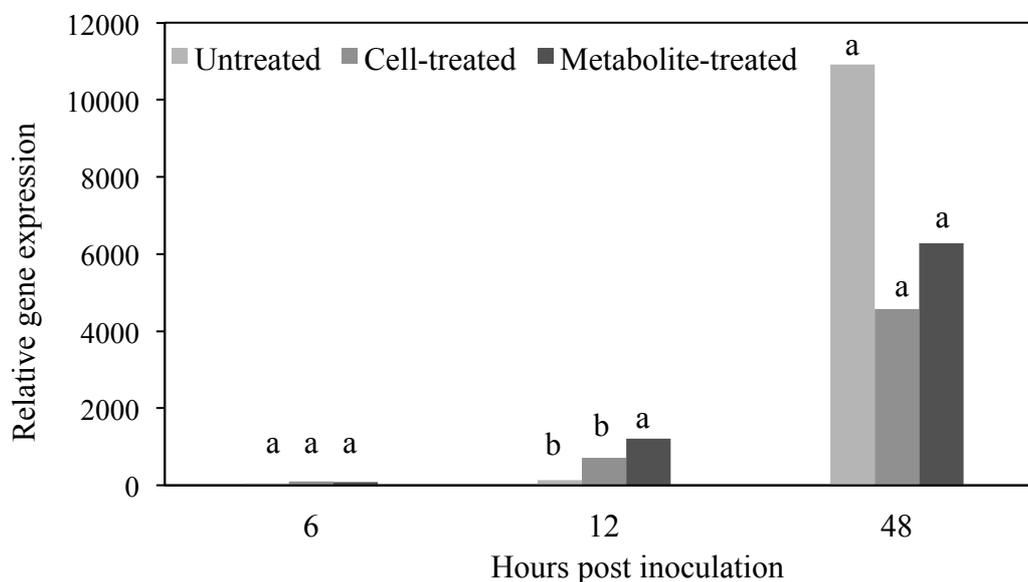 12000
Untreated Cell-treated Metabolite-treated
a
10000
8000
a
6000
a
4000
Relative gene expression
2000
a a a b b a
0
6 12 48
Hours post inoculation